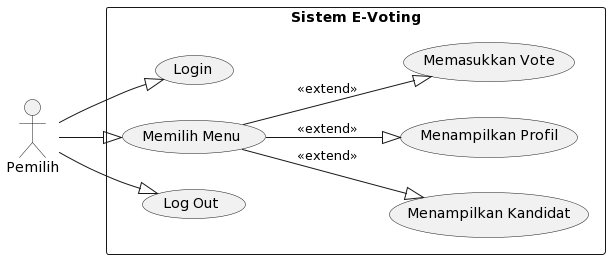 Sistem E-Voting
Memasukkan Vote
Login
«extend»
Memilih Menu
«extend»
Menampilkan Profil
Pemilih
«extend»
Log Out
Menampilkan Kandidat